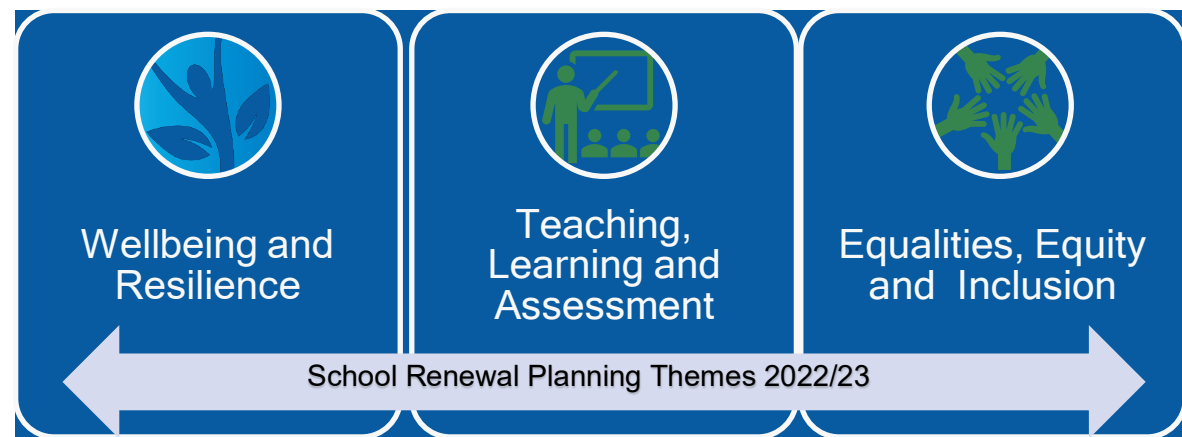 Wellbeing and
Resilience
Teaching,
Learning and
Assessment
Equalities, Equity
and  Inclusion
School Renewal Planning Themes 2022/23